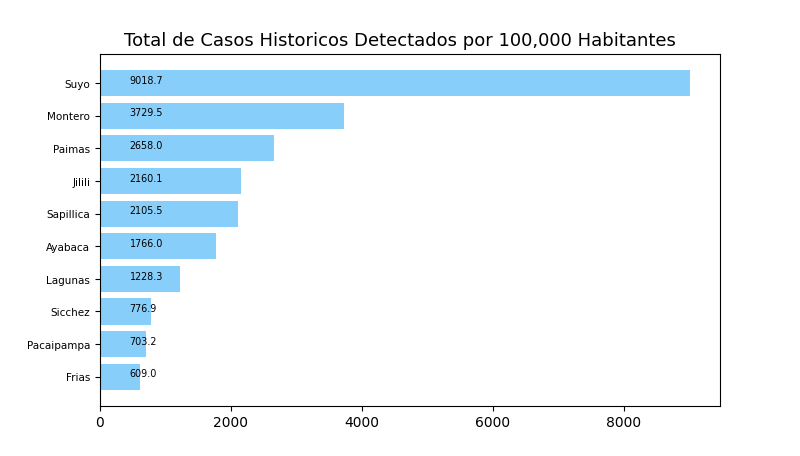 Total de Casos Historicos Detectados por 100,000 Habitantes
Suyo 9018.7
Montero 3729.5
Paimas 2658.0
Jilili 2160.1
Sapillica 2105.5
Ayabaca 1766.0
Lagunas 1228.3
Sicchez 776.9
Pacaipampa 703.2
Frias 609.0
0 2000 4000 6000 8000